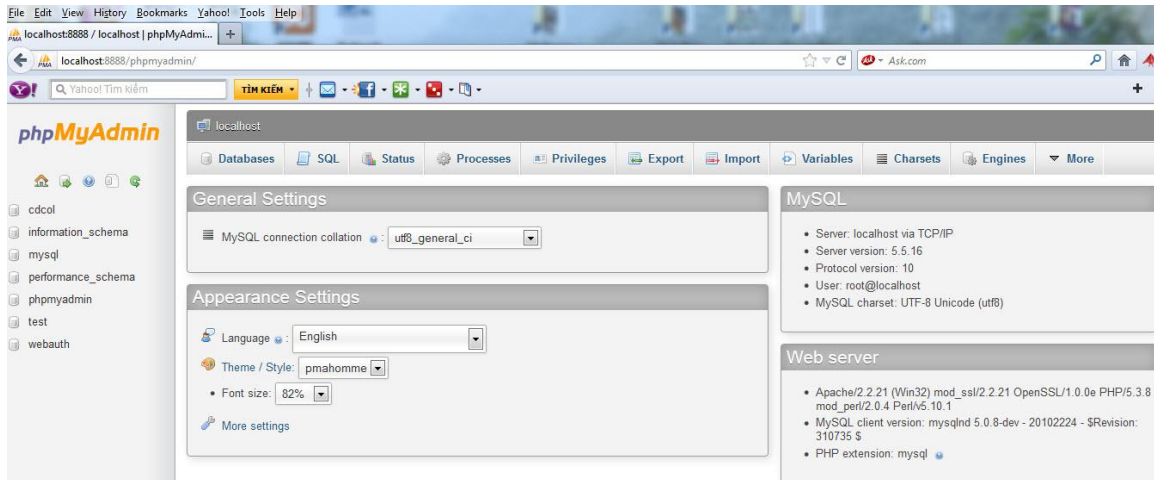 File Edit View History Bookmarks Yahoo! Tools Help
localhost:8888 / localhost | phpMyAdmi... +
localhost:8888/phpmyadmin/ Ask.com
Y! Yahoo! Tìm kiếm TÌM KIẾM
phpMyAdmin
cdcol
information_schema
mysql
performance_schema
phpmyadmin
test
webauth
localhost
Databases SQL Status Processes Privileges Export Import Variables Charsets Engines More
General Settings
MySQL connection collation : utf8_general_ci
Appearance Settings
Language : English
Theme / Style: pmahomme
• Font size: 82%
More settings
MySQL
• Server: localhost via TCP/IP
• Server version: 5.5.16
• Protocol version: 10
• User: root@localhost
• MySQL charset: UTF-8 Unicode (utf8)
Web server
• Apache/2.2.21 (Win32) mod_ssl/2.2.21 OpenSSL/1.0.0e PHP/5.3.8
mod_perl/2.0.4 Perl/v5.10.1
• MySQL client version: mysqlnd 5.0.8-dev - 20102224 - $Revision:
310735 $
• PHP extension: mysql